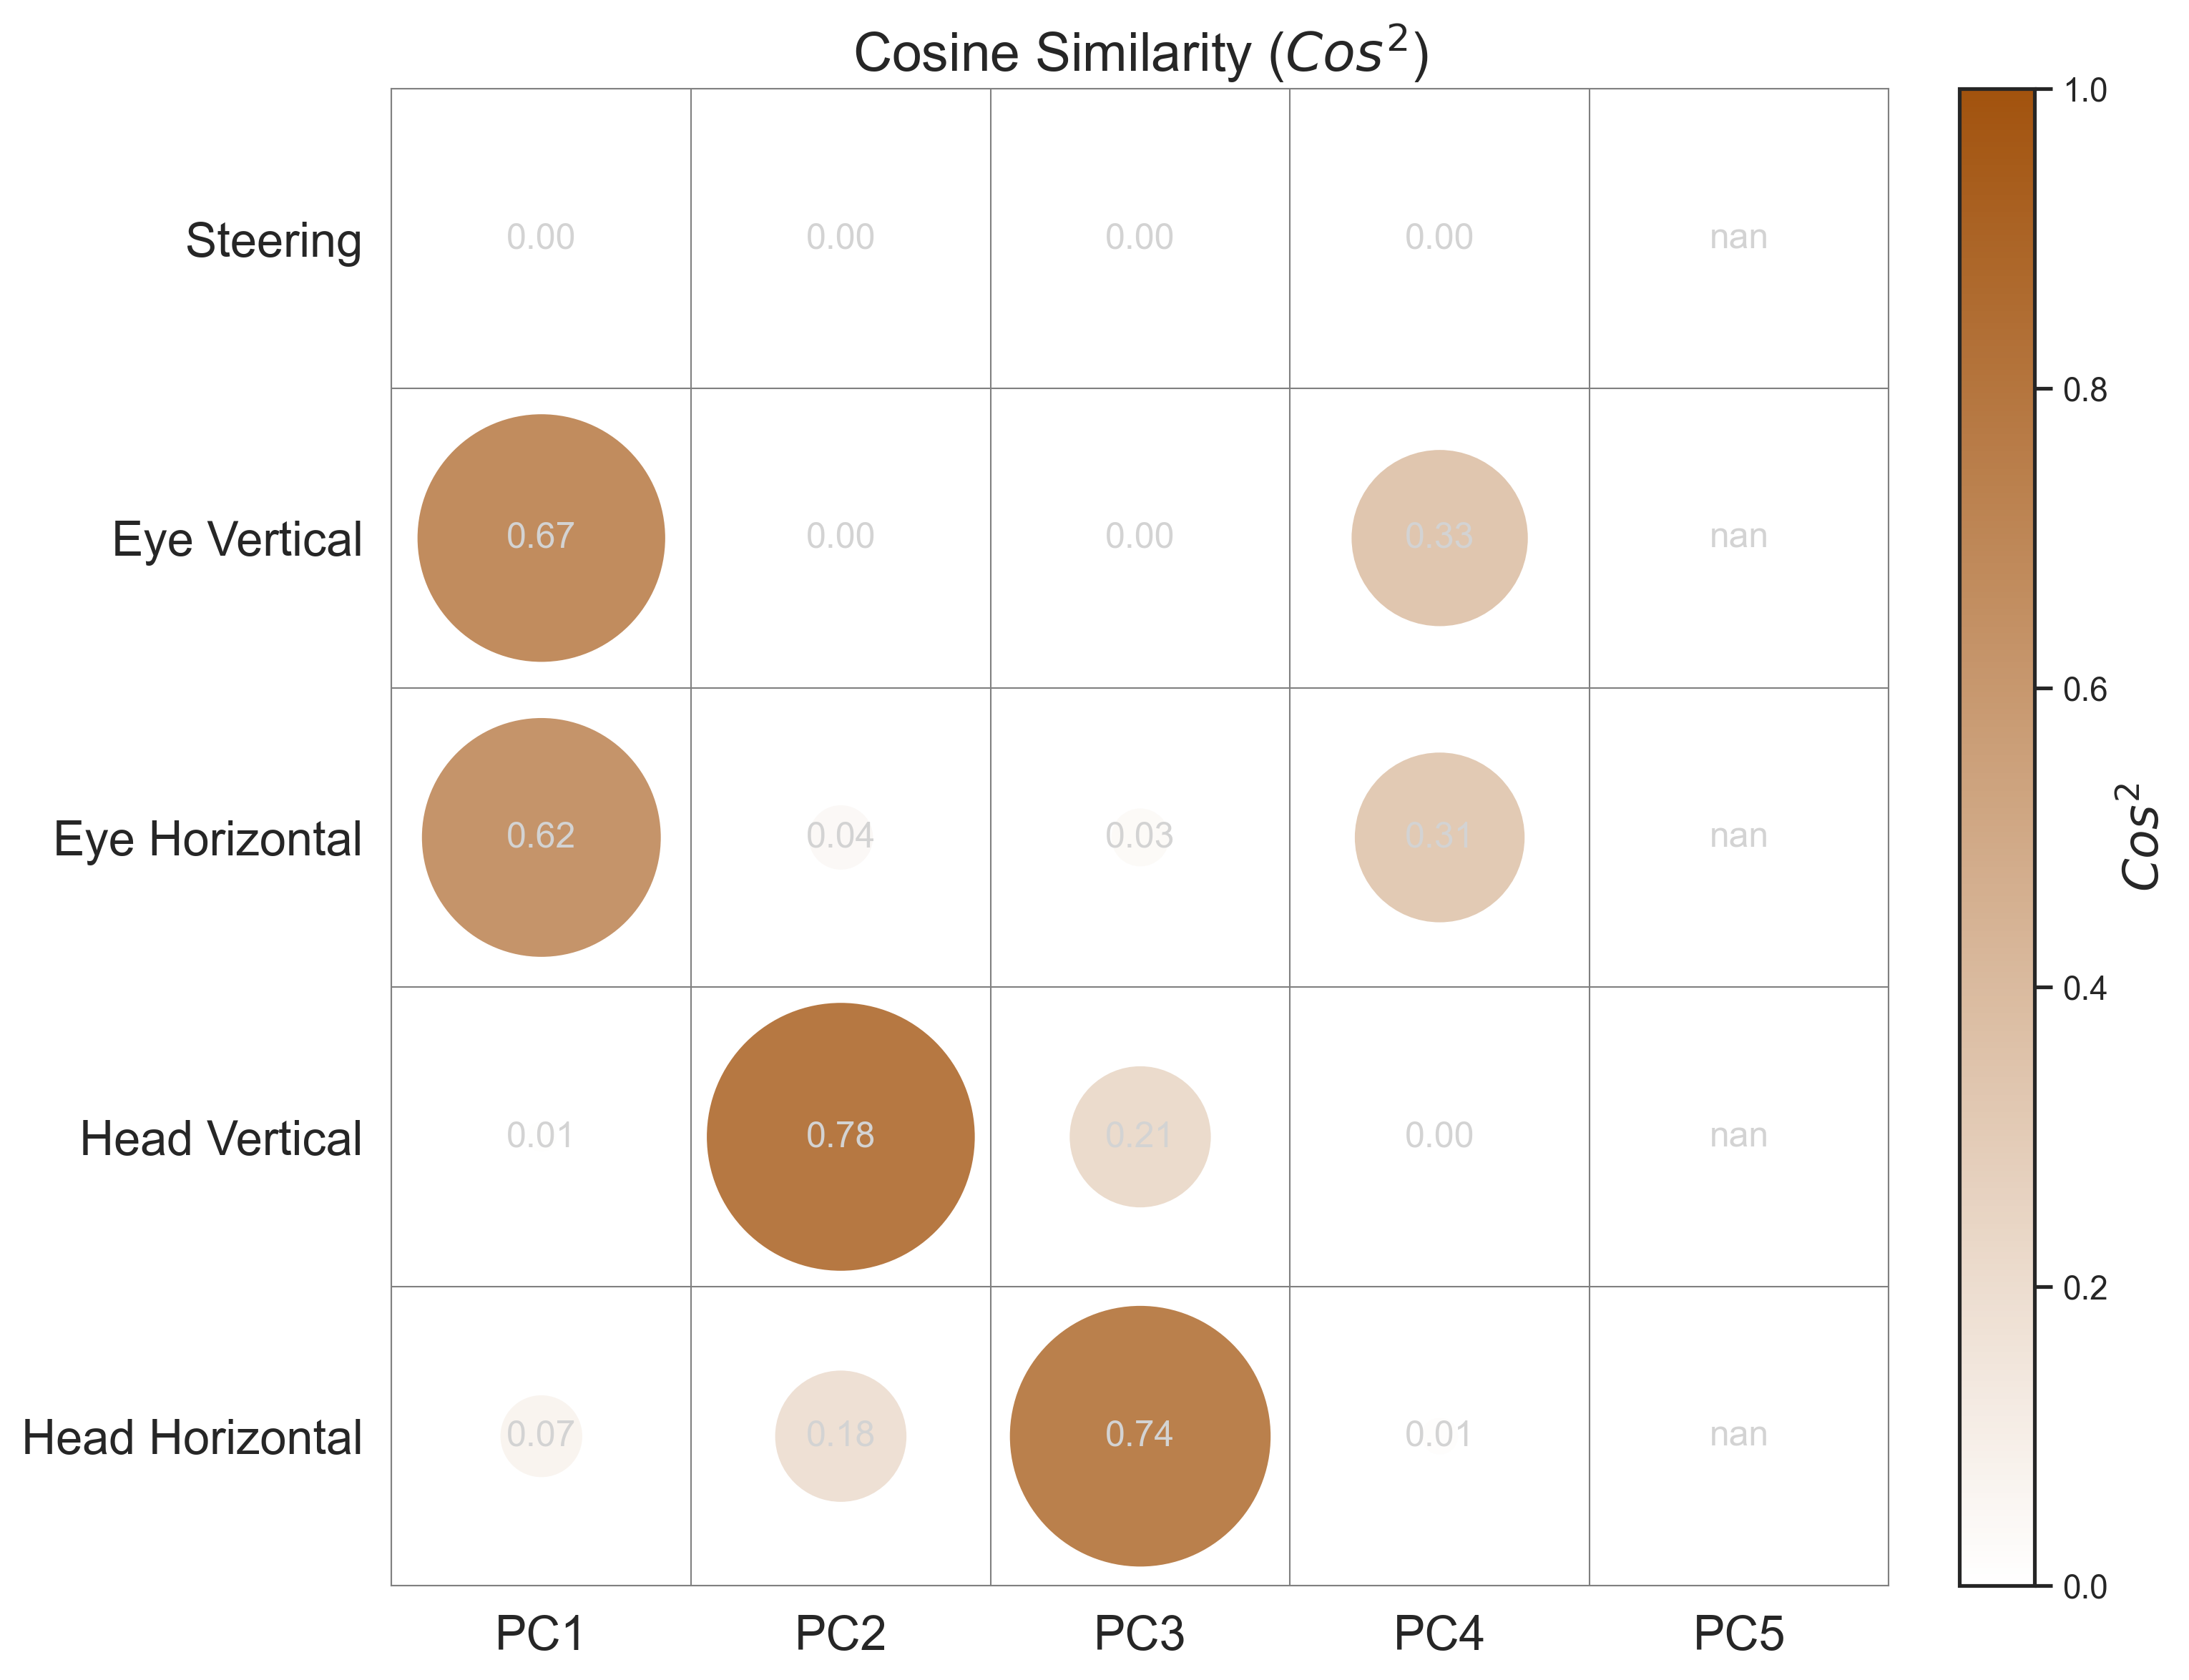 Cosine Similarity (Cos²)
Steering 0.00 0.00 0.00 0.00 nan
Eye Vertical 0.67 0.00 0.00 0.33 nan
Eye Horizontal 0.62 0.04 0.03 0.31 nan
Head Vertical 0.01 0.78 0.21 0.00 nan
Head Horizontal 0.07 0.18 0.74 0.01 nan
PC1 PC2 PC3 PC4 PC5
1.0
0.8
0.6
0.4
0.2
0.0
Cos²